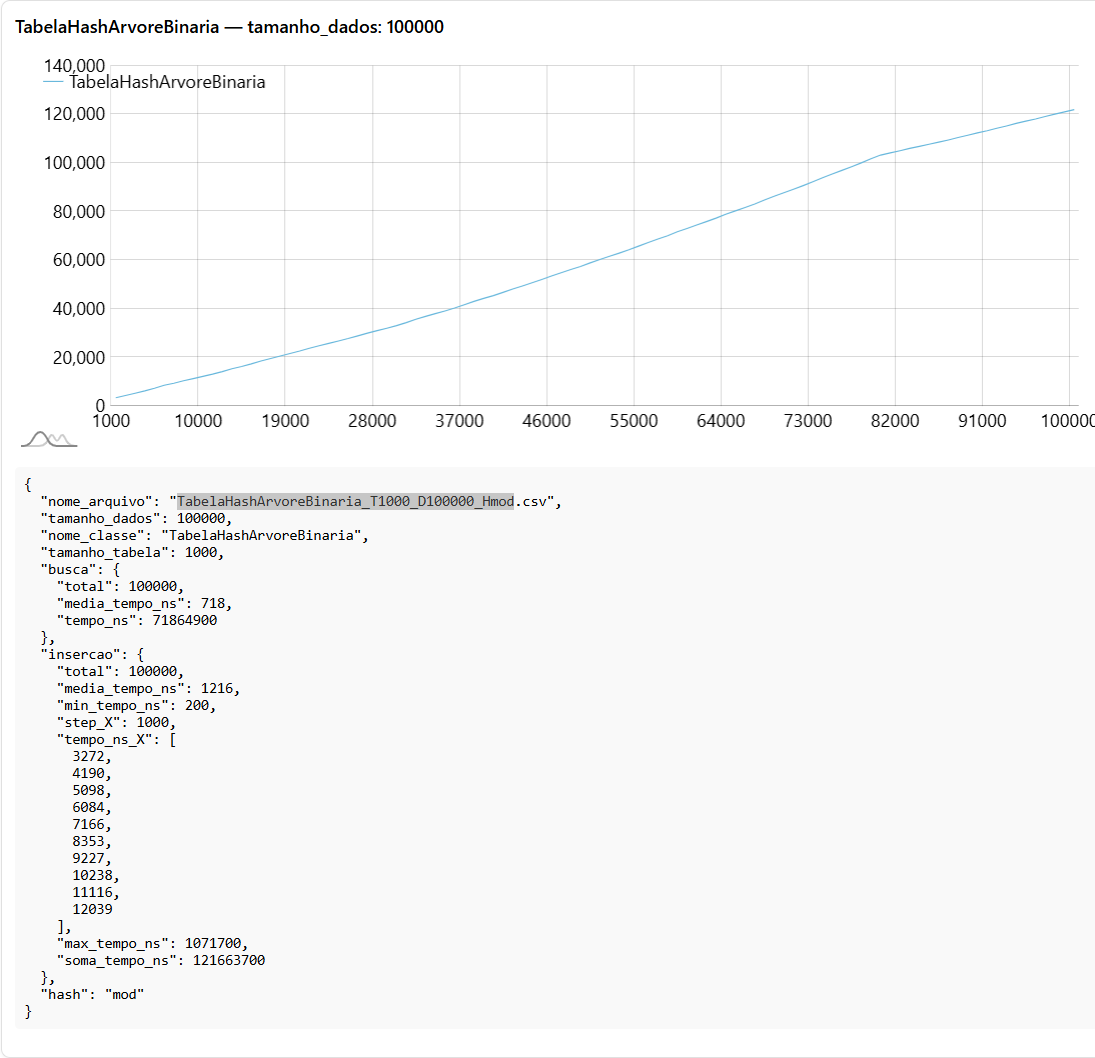 TabelaHashArvoreBinaria — tamanho_dados: 100000
140,000
TabelaHashArvoreBinaria
120,000
100,000
80,000
60,000
40,000
20,000
0
1000 10000 19000 28000 37000 46000 55000 64000 73000 82000 91000 100000
{
  "nome_arquivo": "TabelaHashArvoreBinaria_T1000_D100000_Hmod.csv",
  "tamanho_dados": 100000,
  "nome_classe": "TabelaHashArvoreBinaria",
  "tamanho_tabela": 1000,
  "busca": {
    "total": 100000,
    "media_tempo_ns": 718,
    "tempo_ns": 71864900
  },
  "insercao": {
    "total": 100000,
    "media_tempo_ns": 1216,
    "min_tempo_ns": 200,
    "step_X": 1000,
    "tempo_ns_X": [
      3272,
      4190,
      5098,
      6084,
      7166,
      8353,
      9227,
      10238,
      11116,
      12039
    ],
    "max_tempo_ns": 1071700,
    "soma_tempo_ns": 121663700
  },
  "hash": "mod"
}